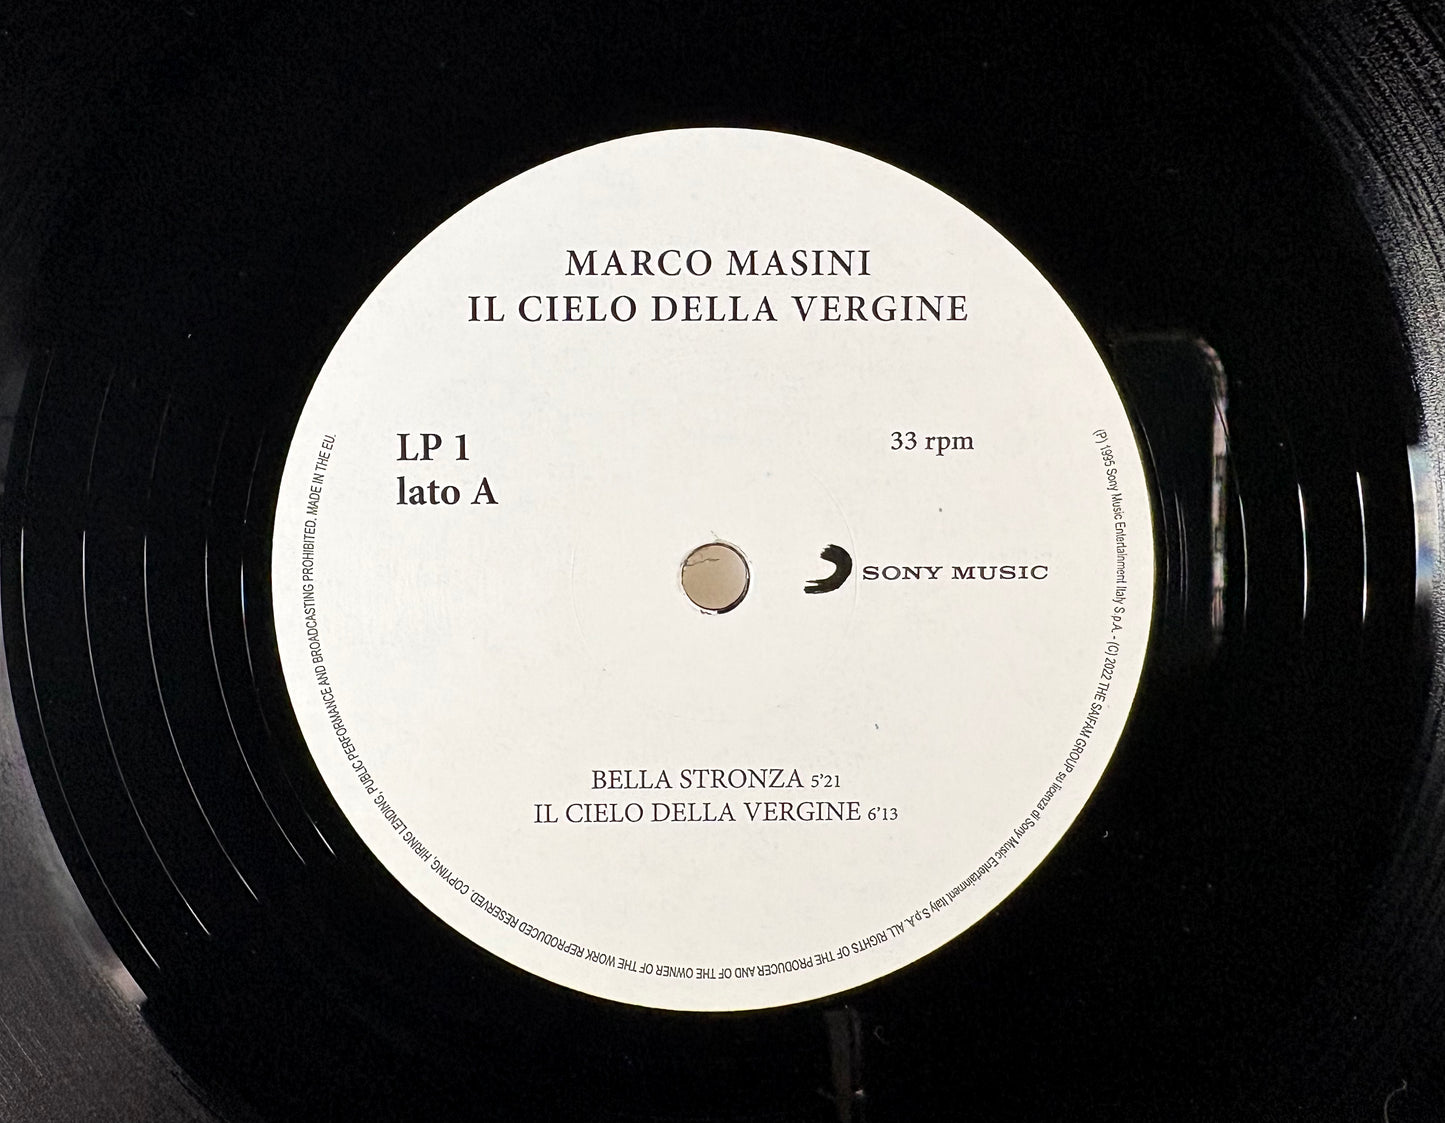 MARCO MASINI
IL CIELO DELLA VERGINE
LP 1
lato A
33 rpm
SONY MUSIC
BELLA STRONZA 5’21
IL CIELO DELLA VERGINE 6’13
(P) 1995 Sony Music Entertainment Italy S.p.A. - (C) 2022 THE SAIFAM GROUP su licenza di Sony Music Entertainment Italy S.p.A. ALL RIGHTS OF THE PRODUCER AND OF THE OWNER OF THE WORK REPRODUCED RESERVED. COPYING, HIRING LENDING, PUBLIC PERFORMANCE AND BROADCASTING PROHIBITED. MADE IN THE EU.